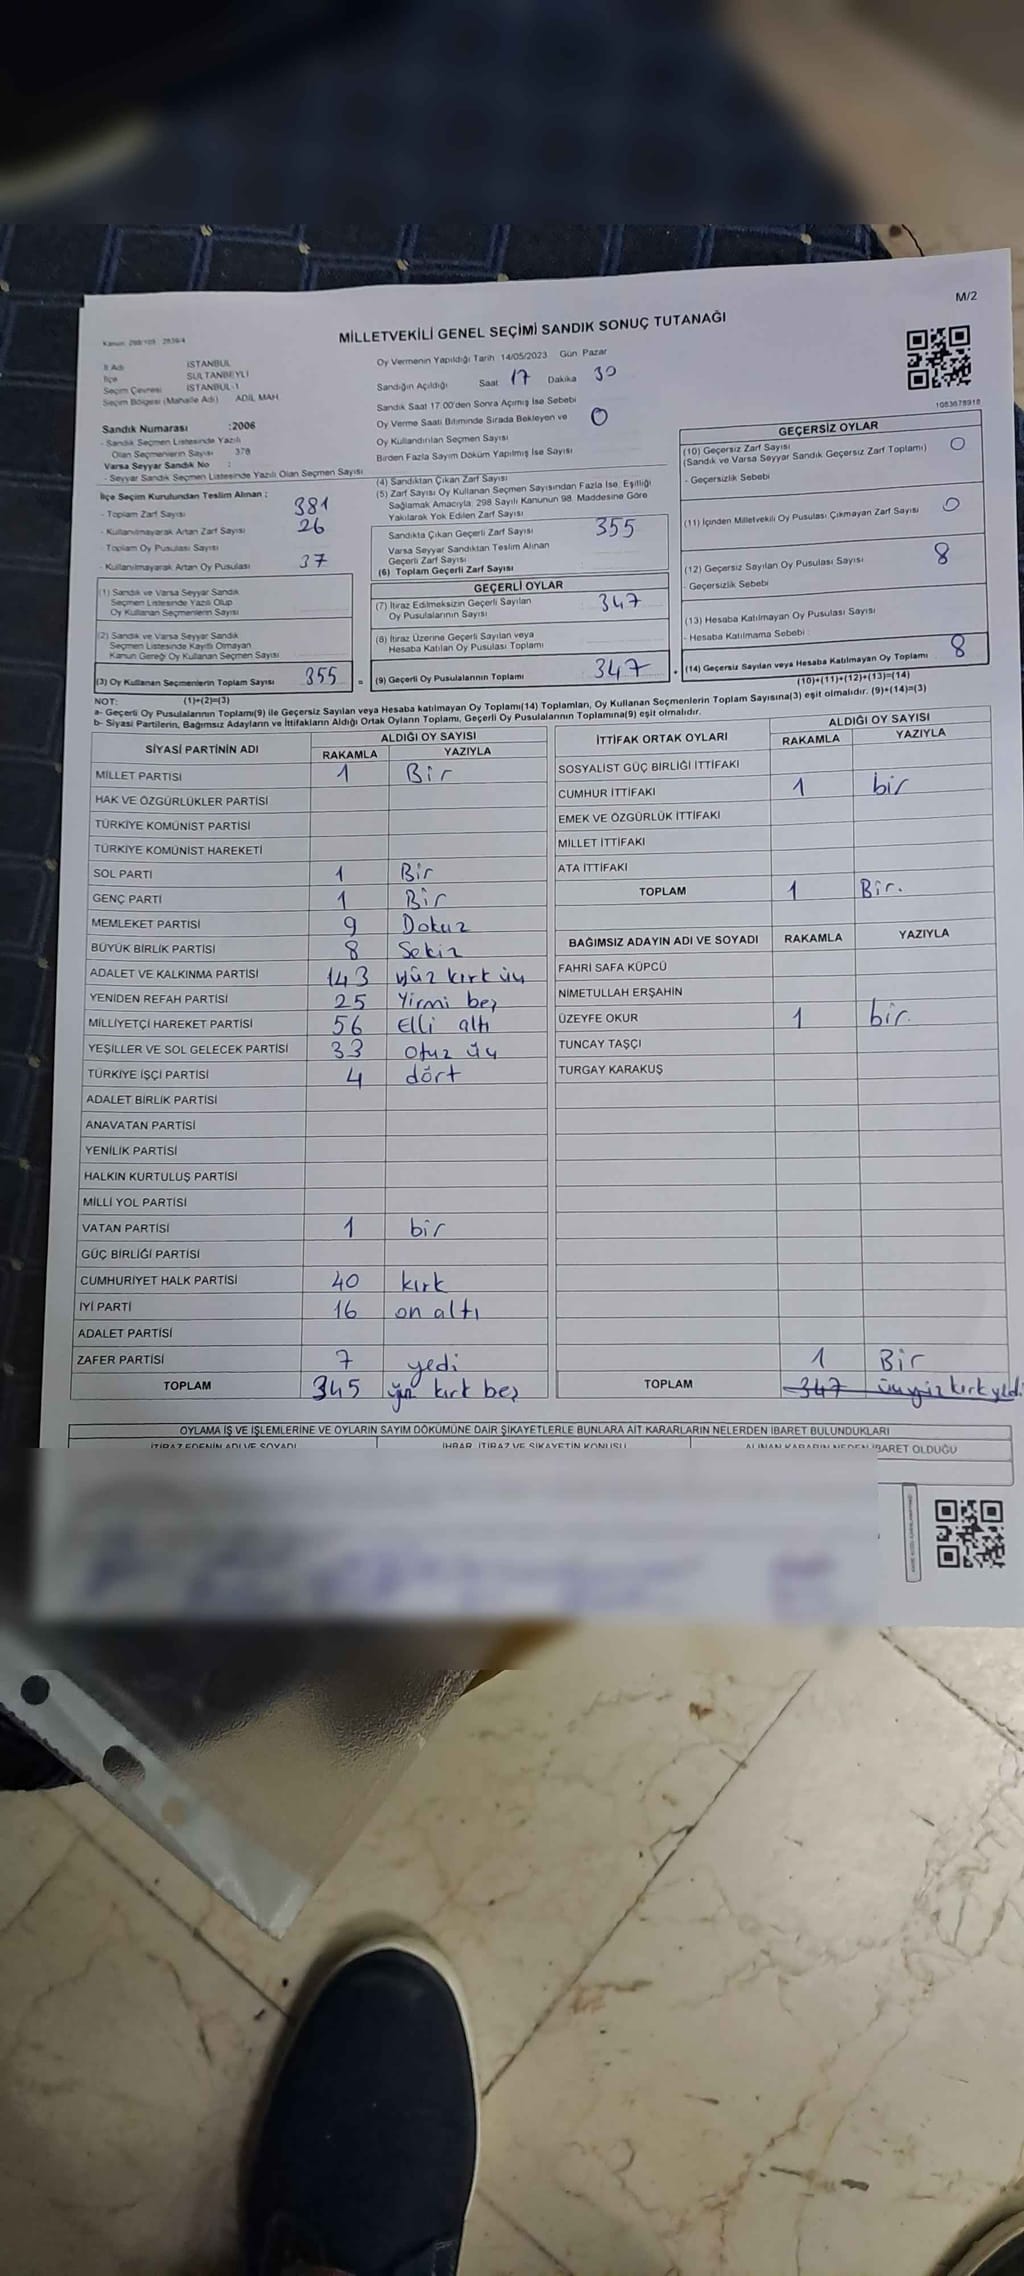 M/2
MİLLETVEKİLİ GENEL SEÇİMİ SANDIK SONUÇ TUTANAĞI
İl Adı İSTANBUL
İlçe SULTANBEYLİ
Seçim Çevresi İSTANBUL-1
Seçim Bölgesi (Mahalle Adı) ADİL MAH.
Sandık Numarası :2006
- Sandık Seçmen Listesinde Yazılı
Olan Seçmenlerin Sayısı 378
Varsa Seyyar Sandık No :
- Seyyar Sandık Seçmen Listesinde Yazılı Olan Seçmen Sayısı
İlçe Seçim Kurulundan Teslim Alınan :
- Toplam Zarf Sayısı 381
- Kullanılmayarak Artan Zarf Sayısı 26
- Toplam Oy Pusulası Sayısı
- Kullanılmayarak Artan Oy Pusulası 37
(1) Sandık ve Varsa Seyyar Sandık
Seçmen Listesinde Yazılı Olup
Oy Kullanan Seçmenlerin Sayısı
(2) Sandık ve Varsa Seyyar Sandık
Seçmen Listesinde Kayıtlı Olmayan
Kanun Gereği Oy Kullanan Seçmen Sayısı
(3) Oy Kullanan Seçmenlerin Toplam Sayısı 355 =
Oy Vermenin Yapıldığı Tarih 14/05/2023 Gün Pazar
Sandığın Açıldığı Saat 17 Dakika 30
Sandık Saat 17.00'den Sonra Açılmış İse Sebebi
Oy Verme Saati Bitiminde Sırada Bekleyen ve 0
Oy Kullandırılan Seçmen Sayısı
Birden Fazla Sayım Döküm Yapılmış İse Sayısı
(4) Sandıktan Çıkan Zarf Sayısı
(5) Zarf Sayısı Oy Kullanan Seçmen Sayısından Fazla İse, Eşitliği
Sağlamak Amacıyla, 298 Sayılı Kanunun 98. Maddesine Göre
Yakılarak Yok Edilen Zarf Sayısı
Sandıkta Çıkan Geçerli Zarf Sayısı 355
Varsa Seyyar Sandıktan Teslim Alınan
Geçerli Zarf Sayısı
(6) Toplam Geçerli Zarf Sayısı
GEÇERLİ OYLAR
(7) İtiraz Edilmeksizin Geçerli Sayılan 347
Oy Pusulalarının Sayısı
(8) İtiraz Üzerine Geçerli Sayılan veya
Hesaba Katılan Oy Pusulası Toplamı
(9) Geçerli Oy Pusulalarının Toplamı 347 +
1083678918
GEÇERSİZ OYLAR
(10) Geçersiz Zarf Sayısı 0
(Sandık ve Varsa Seyyar Sandık Geçersiz Zarf Toplamı)
- Geçersizlik Sebebi
(11) İçinden Milletvekili Oy Pusulası Çıkmayan Zarf Sayısı 0
(12) Geçersiz Sayılan Oy Pusulası Sayısı 8
- Geçersizlik Sebebi
(13) Hesaba Katılmayan Oy Pusulası Sayısı
- Hesaba Katılmama Sebebi
(14) Geçersiz Sayılan veya Hesaba Katılmayan Oy Toplamı 8
(10)+(11)+(12)+(13)=(14)
NOT: (1)+(2)=(3)
a- Geçerli Oy Pusulalarının Toplamı(9) ile Geçersiz Sayılan veya Hesaba katılmayan Oy Toplamı(14) Toplamları, Oy Kullanan Seçmenlerin Toplam Sayısına(3) eşit olmalıdır. (9)+(14)=(3)
b- Siyasi Partilerin, Bağımsız Adayların ve İttifakların Aldığı Ortak Oyların Toplamı, Geçerli Oy Pusulalarının Toplamına(9) eşit olmalıdır.
SİYASİ PARTİNİN ADI ALDIĞI OY SAYISI
RAKAMLA YAZIYLA
MİLLET PARTİSİ 1 Bir
HAK VE ÖZGÜRLÜKLER PARTİSİ
TÜRKİYE KOMÜNİST PARTİSİ
TÜRKİYE KOMÜNİST HAREKETİ
SOL PARTİ 1 Bir
GENÇ PARTİ 1 Bir
MEMLEKET PARTİSİ 9 Dokuz
BÜYÜK BİRLİK PARTİSİ 8 Sekiz
ADALET VE KALKINMA PARTİSİ 143 yüz kırk üç
YENİDEN REFAH PARTİSİ 25 Yirmi beş
MİLLİYETÇİ HAREKET PARTİSİ 56 Elli altı
YEŞİLLER VE SOL GELECEK PARTİSİ 33 otuz üç
TÜRKİYE İŞÇİ PARTİSİ 4 dört
ADALET BİRLİK PARTİSİ
ANAVATAN PARTİSİ
YENİLİK PARTİSİ
HALKIN KURTULUŞ PARTİSİ
MİLLİ YOL PARTİSİ
VATAN PARTİSİ 1 bir
GÜÇ BİRLİĞİ PARTİSİ
CUMHURİYET HALK PARTİSİ 40 kırk
İYİ PARTİ 16 on altı
ADALET PARTİSİ
ZAFER PARTİSİ 7 yedi
TOPLAM 345 kırk beş
İTTİFAK ORTAK OYLARI ALDIĞI OY SAYISI
RAKAMLA YAZIYLA
SOSYALİST GÜÇ BİRLİĞİ İTTİFAKI
CUMHUR İTTİFAKI 1 bir
EMEK VE ÖZGÜRLÜK İTTİFAKI
MİLLET İTTİFAKI
ATA İTTİFAKI
TOPLAM 1 Bir.
BAĞIMSIZ ADAYIN ADI VE SOYADI RAKAMLA YAZIYLA
FAHRİ SAFA KÜPCÜ
NİMETULLAH ERŞAHİN
ÜZEYFE OKUR 1 bir.
TUNCAY TAŞÇI
TURGAY KARAKUŞ
1 Bir
TOPLAM 347 üçyüz kırk yedi
OYLAMA İŞ VE İŞLEMLERİNE VE OYLARIN SAYIM DÖKÜMÜNE DAİR ŞİKAYETLERLE BUNLARA AİT KARARLARIN NELERDEN İBARET BULUNDUKLARI
İTİRAZ EDENİN ADI VE SOYADI İHBAR, İTİRAZ VE ŞİKAYETİN KONUSU ALINAN KARARIN NEDEN İBARET OLDUĞU